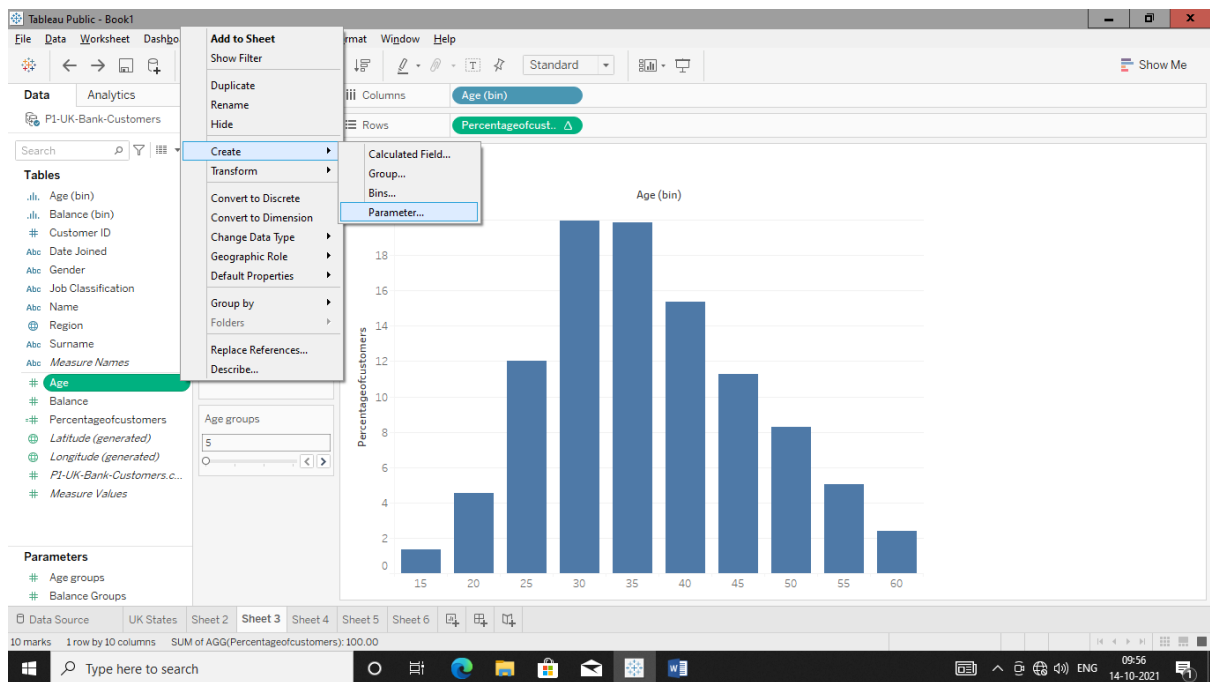 Tableau Public - Book1
File Data Worksheet Dashbo rmat Window Help
Standard
Show Me
Data Analytics
P1-UK-Bank-Customers
Search
Tables
Abc Age (bin)
Balance (bin)
# Customer ID
Abc Date Joined
Abc Gender
Abc Job Classification
Abc Name
Region
Abc Surname
Abc Measure Names
# Age
# Balance
=# Percentageofcustomers
Latitude (generated)
Longitude (generated)
# P1-UK-Bank-Customers.c...
# Measure Values
Parameters
# Age groups
# Balance Groups
Add to Sheet
Show Filter
Duplicate
Rename
Hide
Create
Transform
Convert to Discrete
Convert to Dimension
Change Data Type
Geographic Role
Default Properties
Group by
Folders
Replace References...
Describe...
Calculated Field...
Group...
Bins...
Parameter...
Age groups
5
Columns Age (bin)
Rows Percentageofcust.. Δ
Age (bin)
Percentageofcustomers
18
16
14
12
10
8
6
4
2
0
15 20 25 30 35 40 45 50 55 60
Data Source UK States Sheet 2 Sheet 3 Sheet 4 Sheet 5 Sheet 6
10 marks 1 row by 10 columns SUM of AGG(Percentageofcustomers): 100.00
Type here to search
W
ENG
09:56
14-10-2021
1